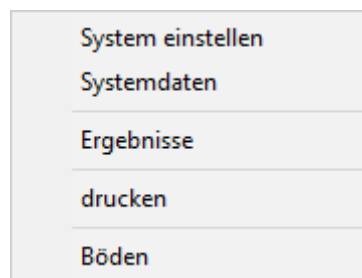 System einstellen
Systemdaten
Ergebnisse
drucken
Böden